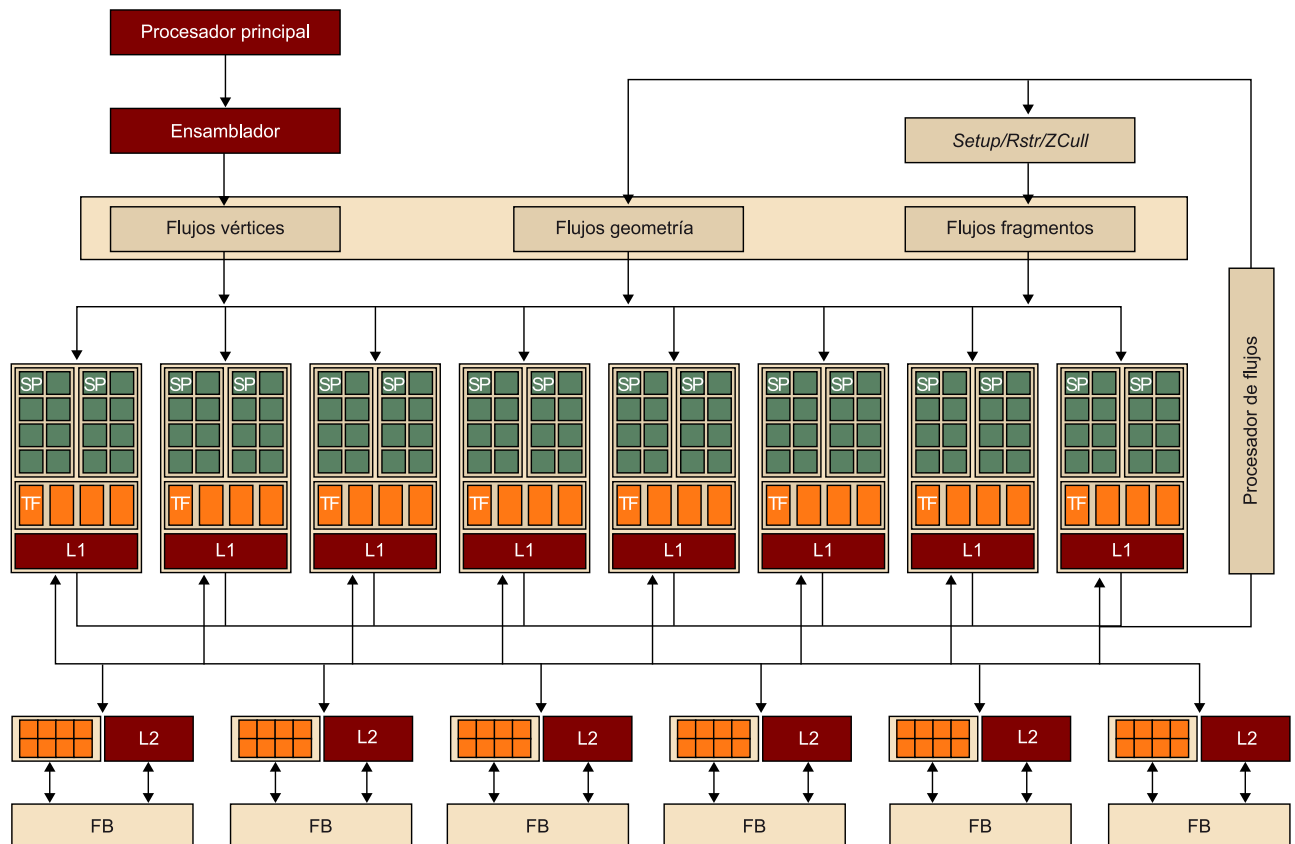 Procesador principal
Ensamblador
Setup/Rstr/ZCull
Flujos vértices
Flujos geometría
Flujos fragmentos
Procesador de flujos
SP SP SP SP SP SP SP SP SP SP SP SP SP SP SP SP
TF TF TF TF TF TF TF TF
L1 L1 L1 L1 L1 L1 L1 L1
L2 L2 L2 L2 L2 L2
FB FB FB FB FB FB